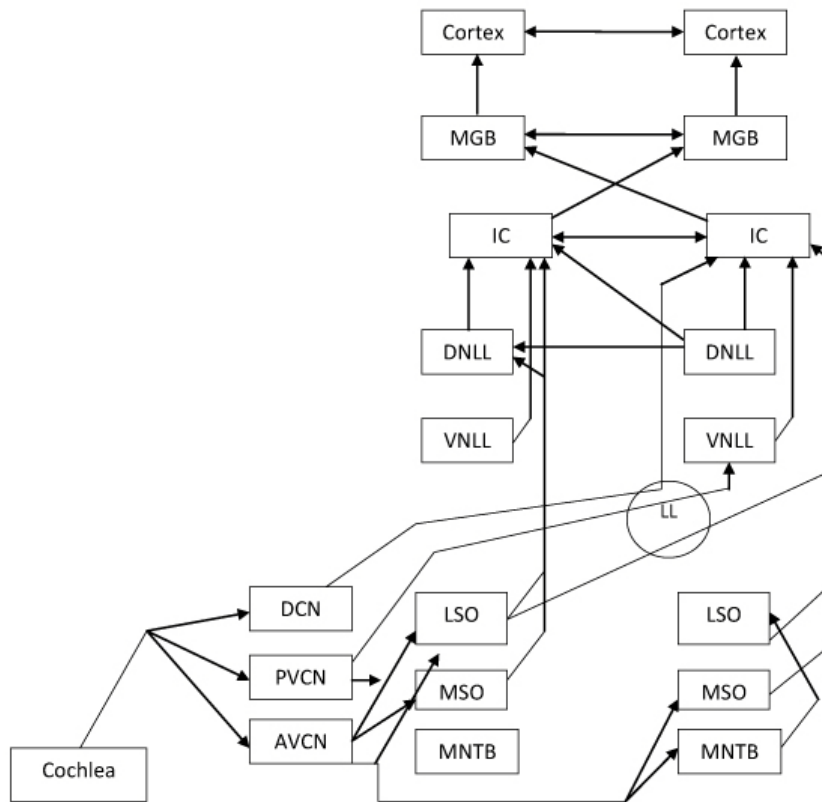 Cortex
Cortex
MGB
MGB
IC
IC
DNLL
DNLL
VNLL
VNLL
LL
DCN
LSO
LSO
PVCN
MSO
MSO
AVCN
MNTB
MNTB
Cochlea